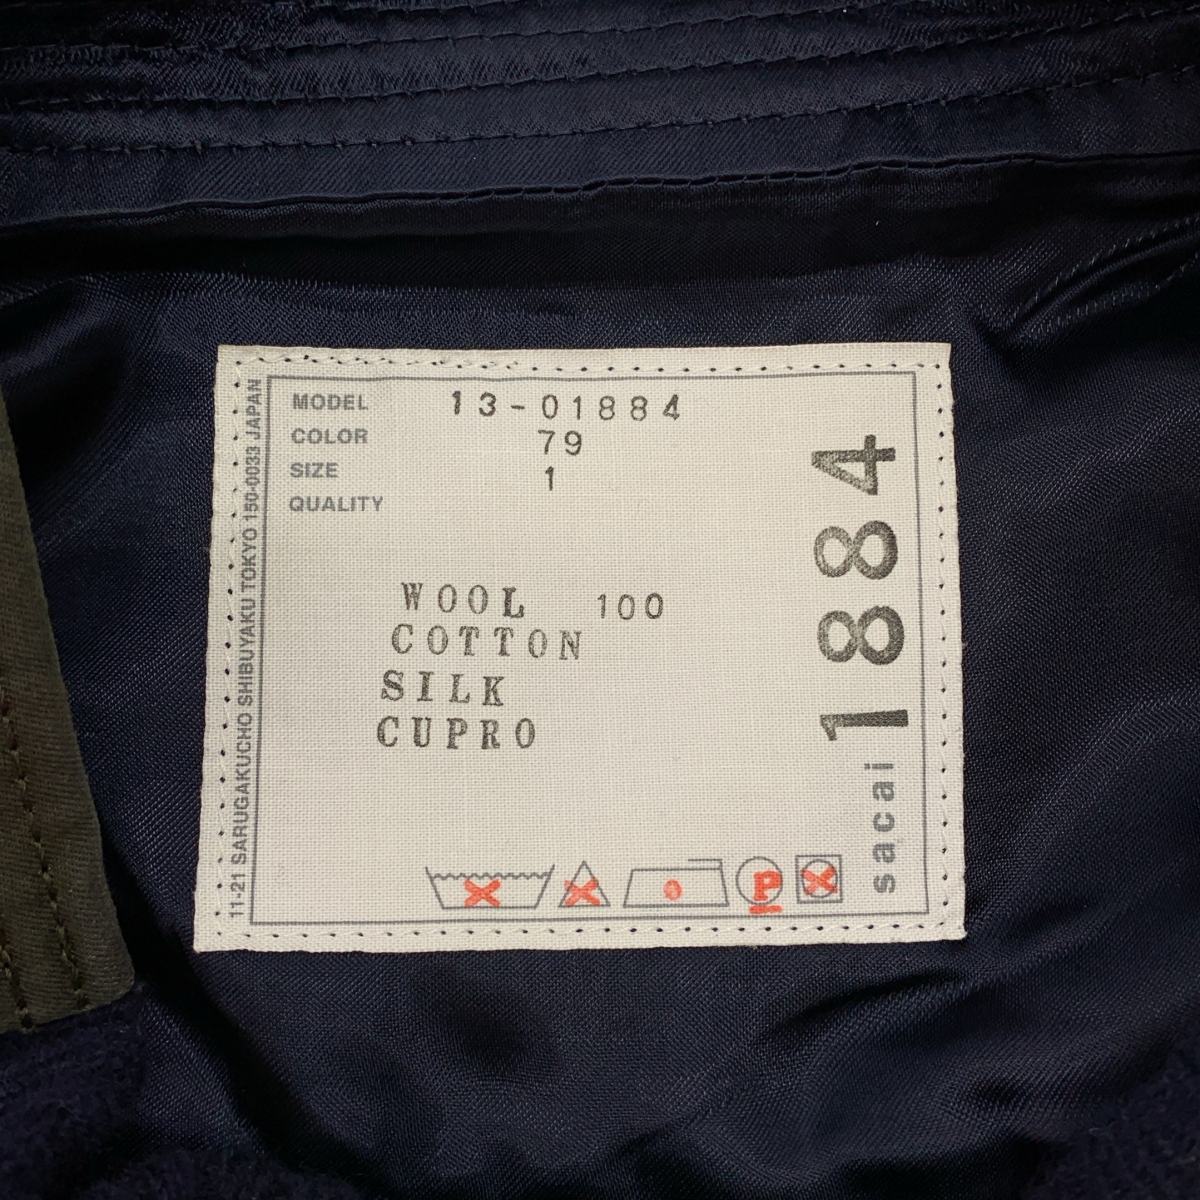 MODEL 13-01884
COLOR 79
SIZE 1
QUALITY
WOOL 100
COTTON
SILK
CUPRO
P
sacai 1884
11-21 SARUGAKUCHO SHIBUYAKU TOKYO 150-0033 JAPAN